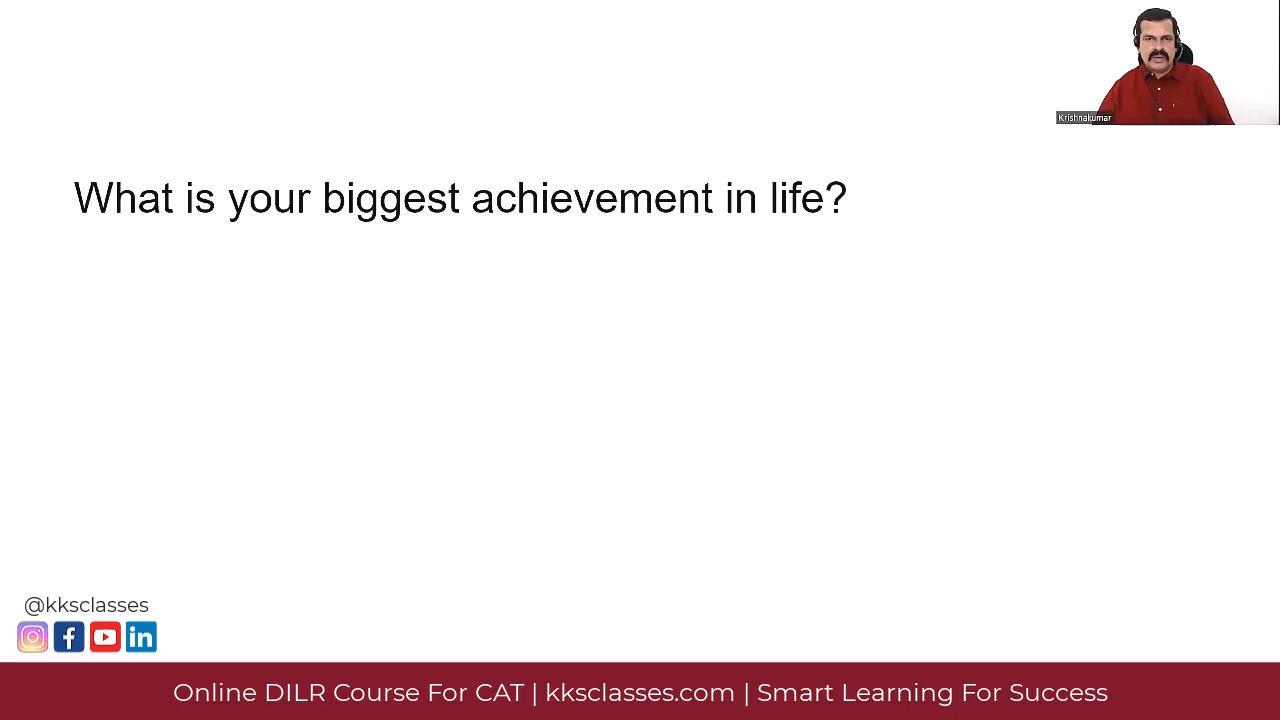 Krishnakumar
What is your biggest achievement in life?
@kksclasses
Online DILR Course For CAT | kksclasses.com | Smart Learning For Success